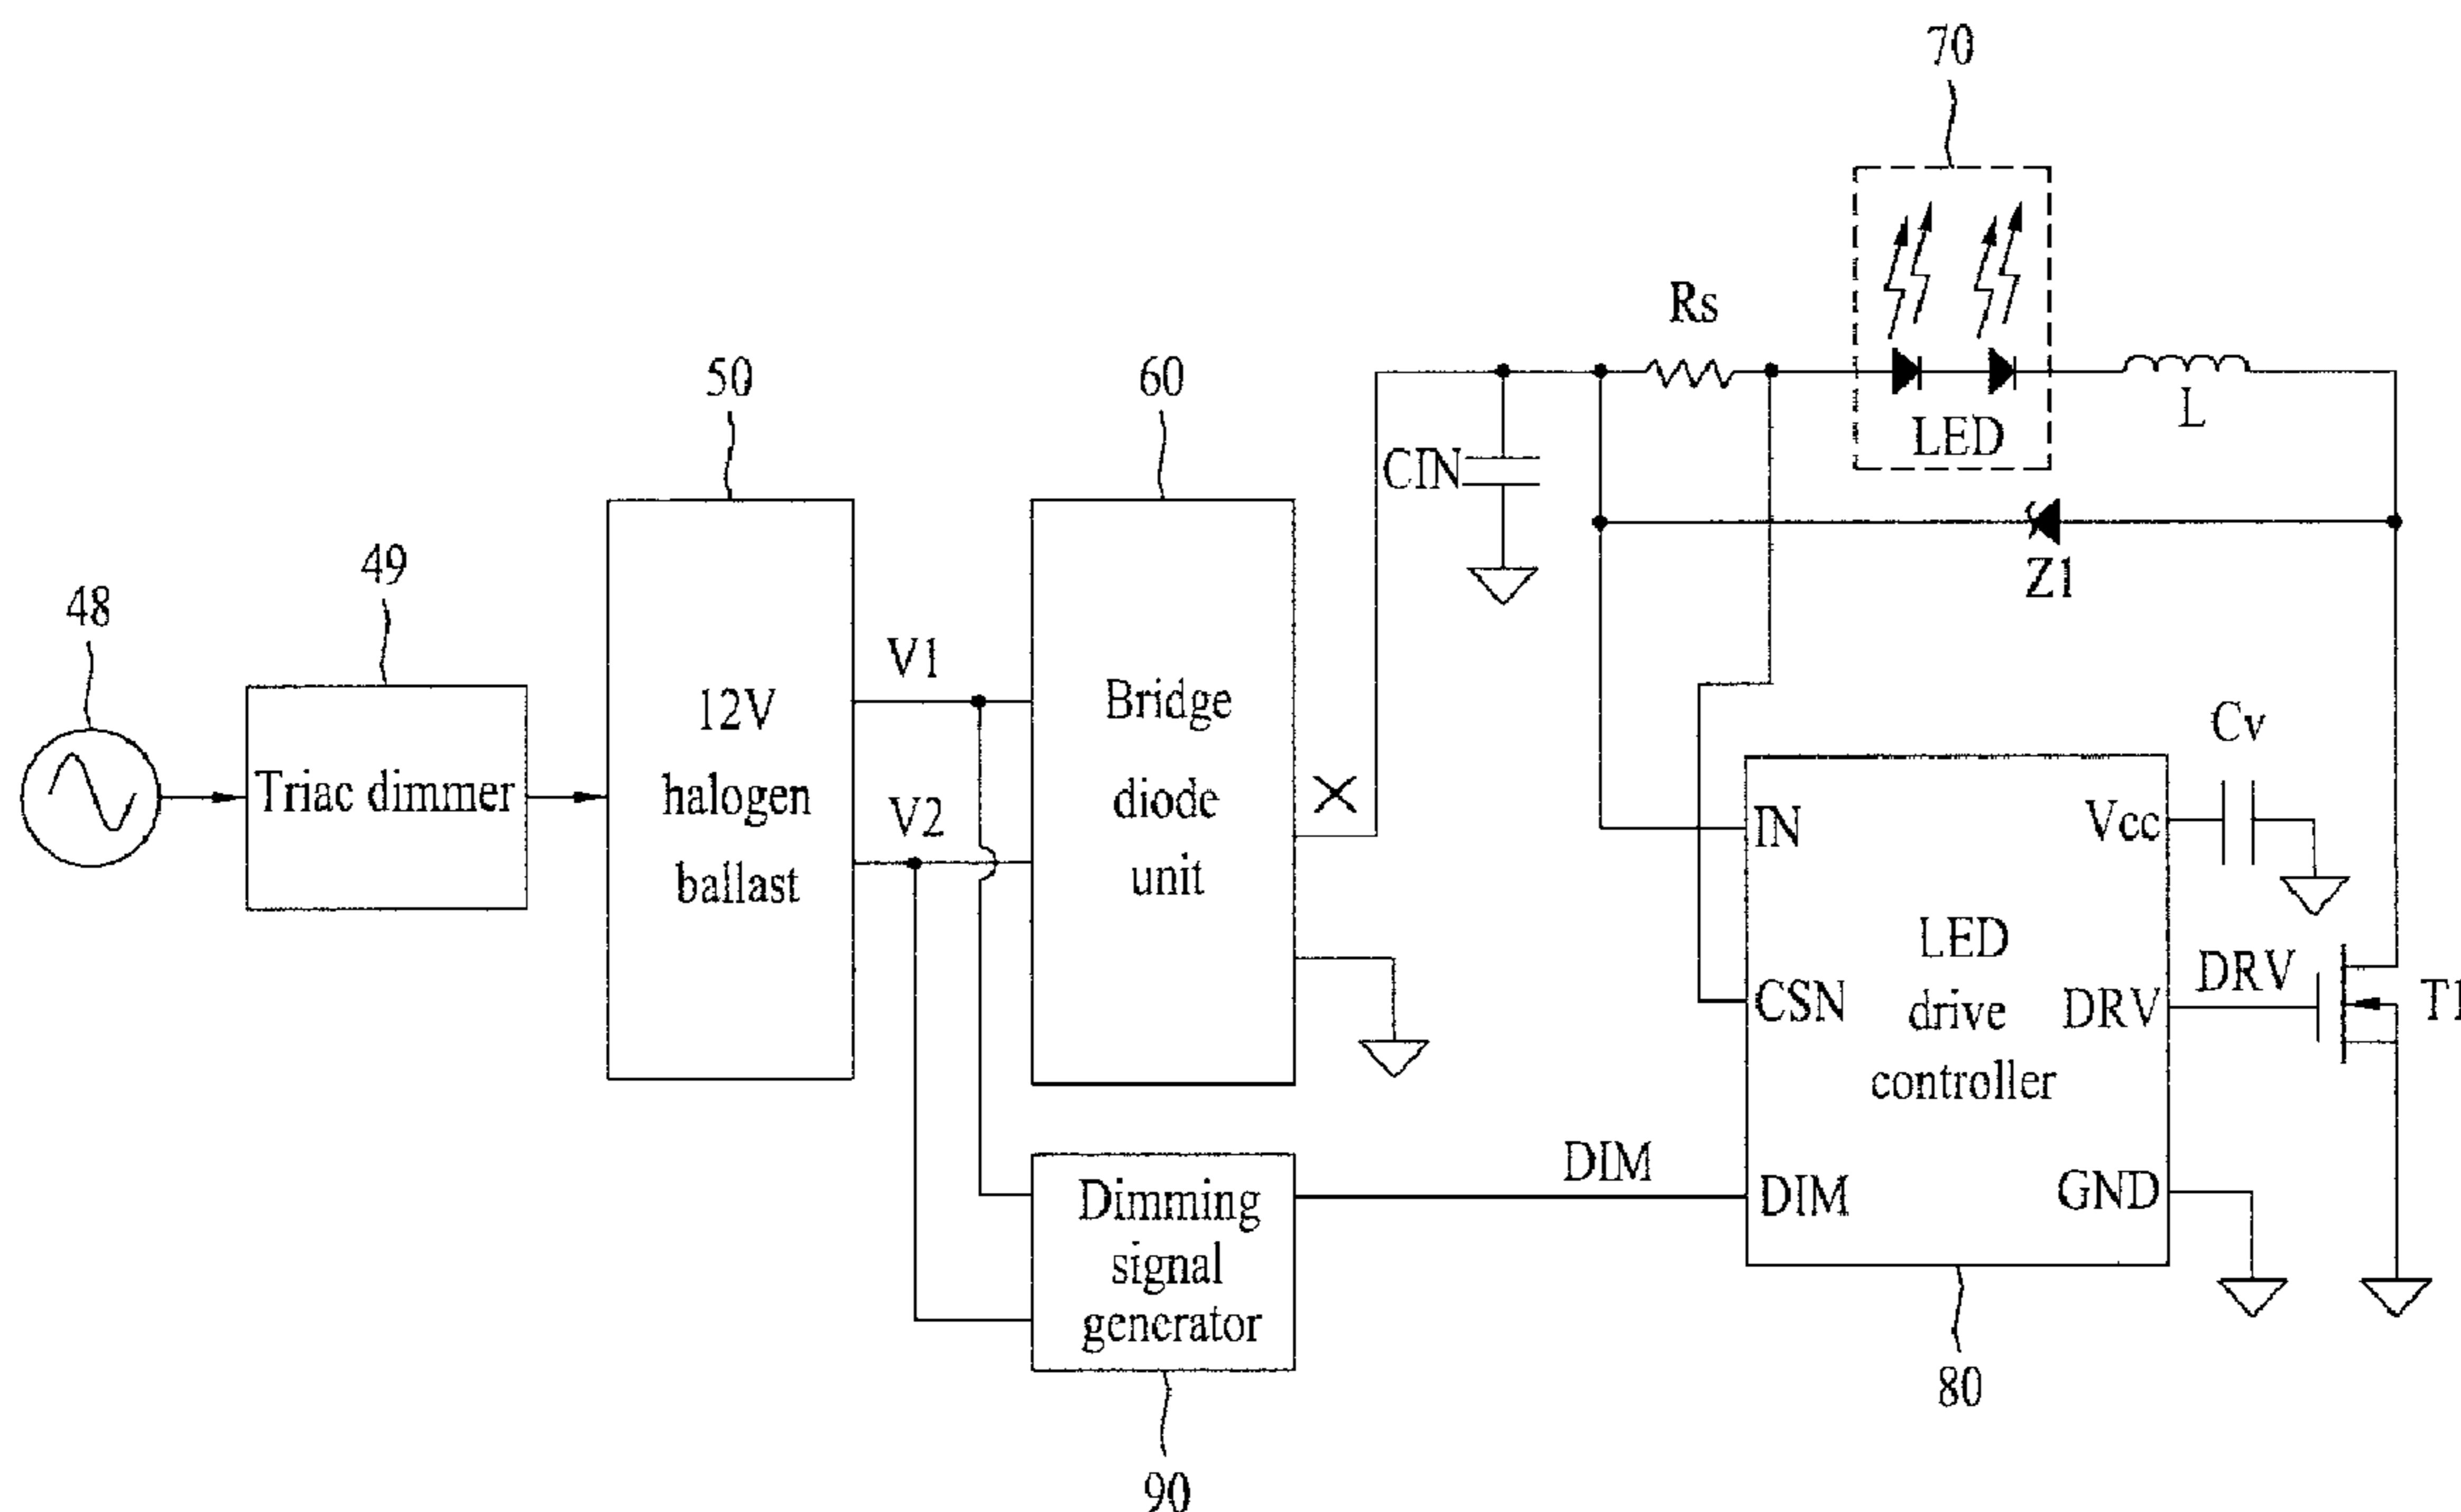 70
Rs
50
60
LED
L
CIN
49
Z1
48
V1
12V
halogen
ballast
Bridge
diode
unit
Cv
Triac dimmer
X
V2
IN
Vcc
LED
drive
controller
CSN
DRV
DRV
T1
DIM
DIM
GND
Dimming
signal
generator
80
90